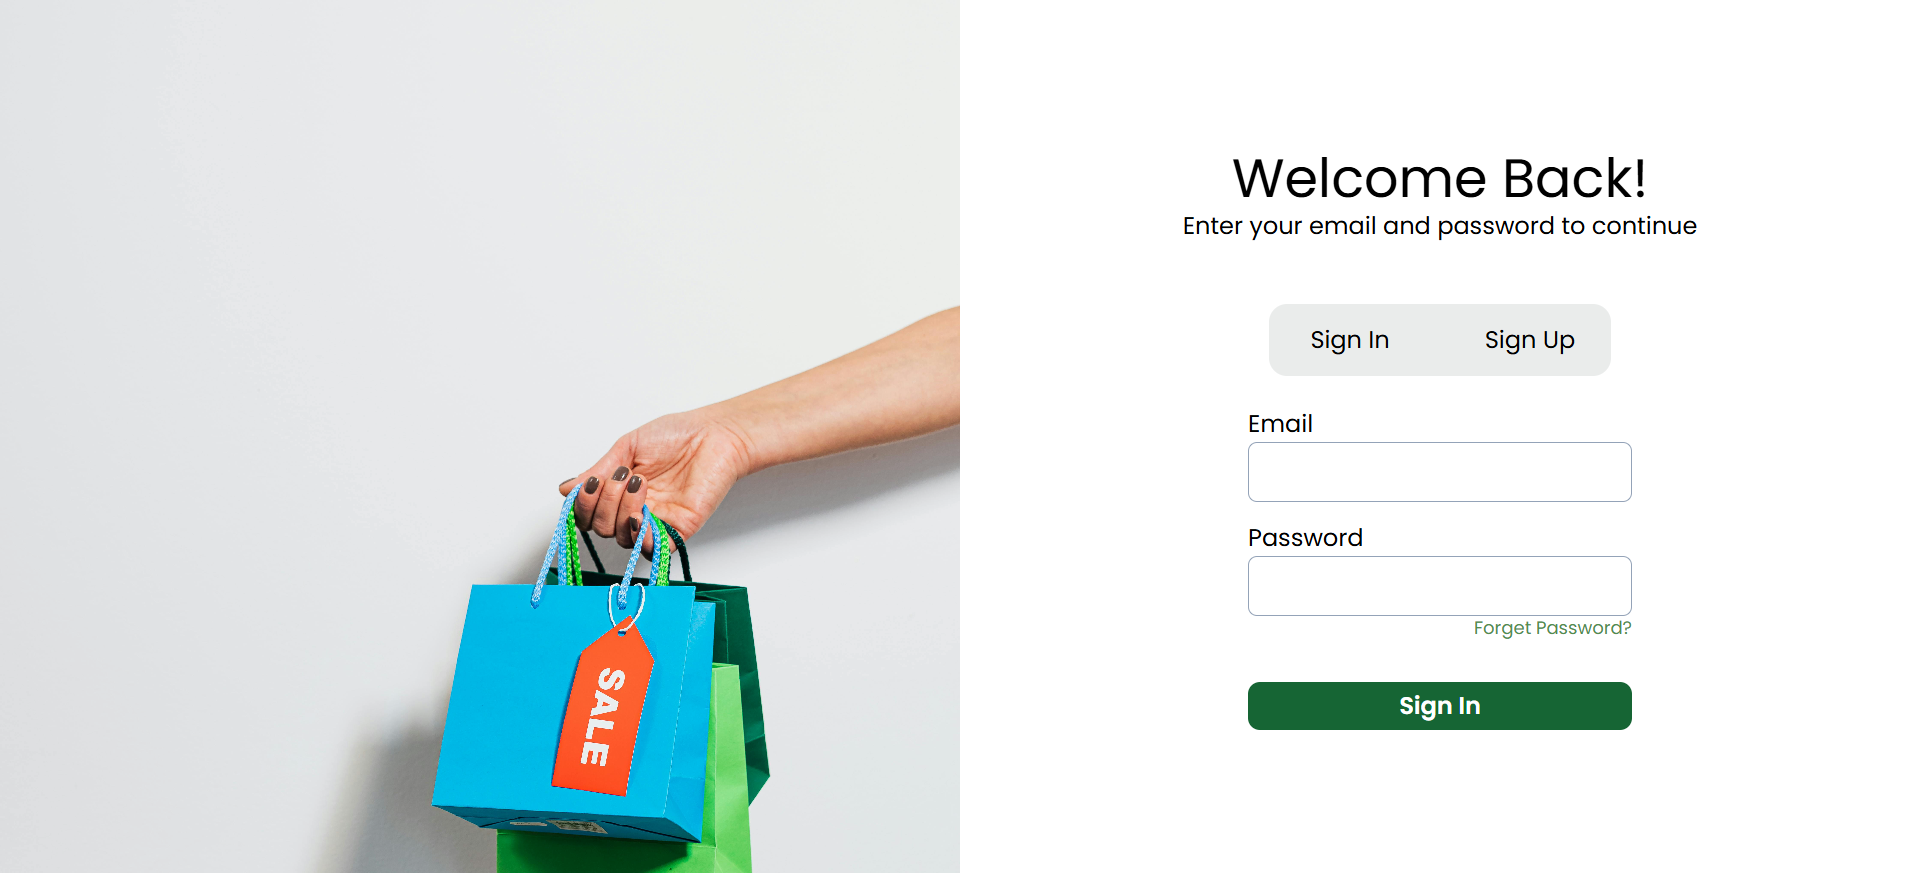 Welcome Back!
Enter your email and password to continue
Sign In
Sign Up
Email
Password
Forget Password?
Sign In
SALE